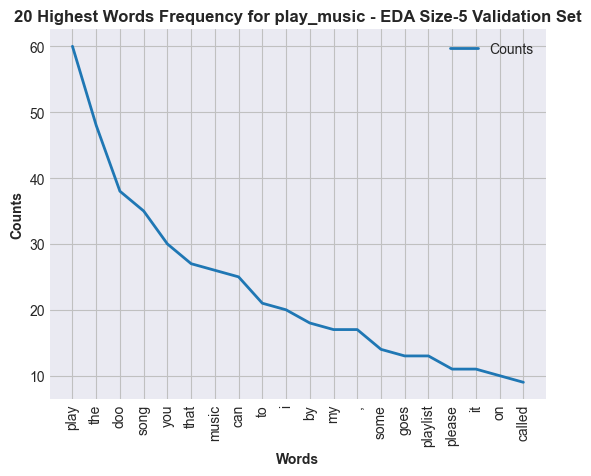 20 Highest Words Frequency for play_music - EDA Size-5 Validation Set
Counts
60
50
40
30
20
10
Counts
play
the
doo
song
you
that
music
can
to
i
by
my
,
some
goes
playlist
please
it
on
called
Words